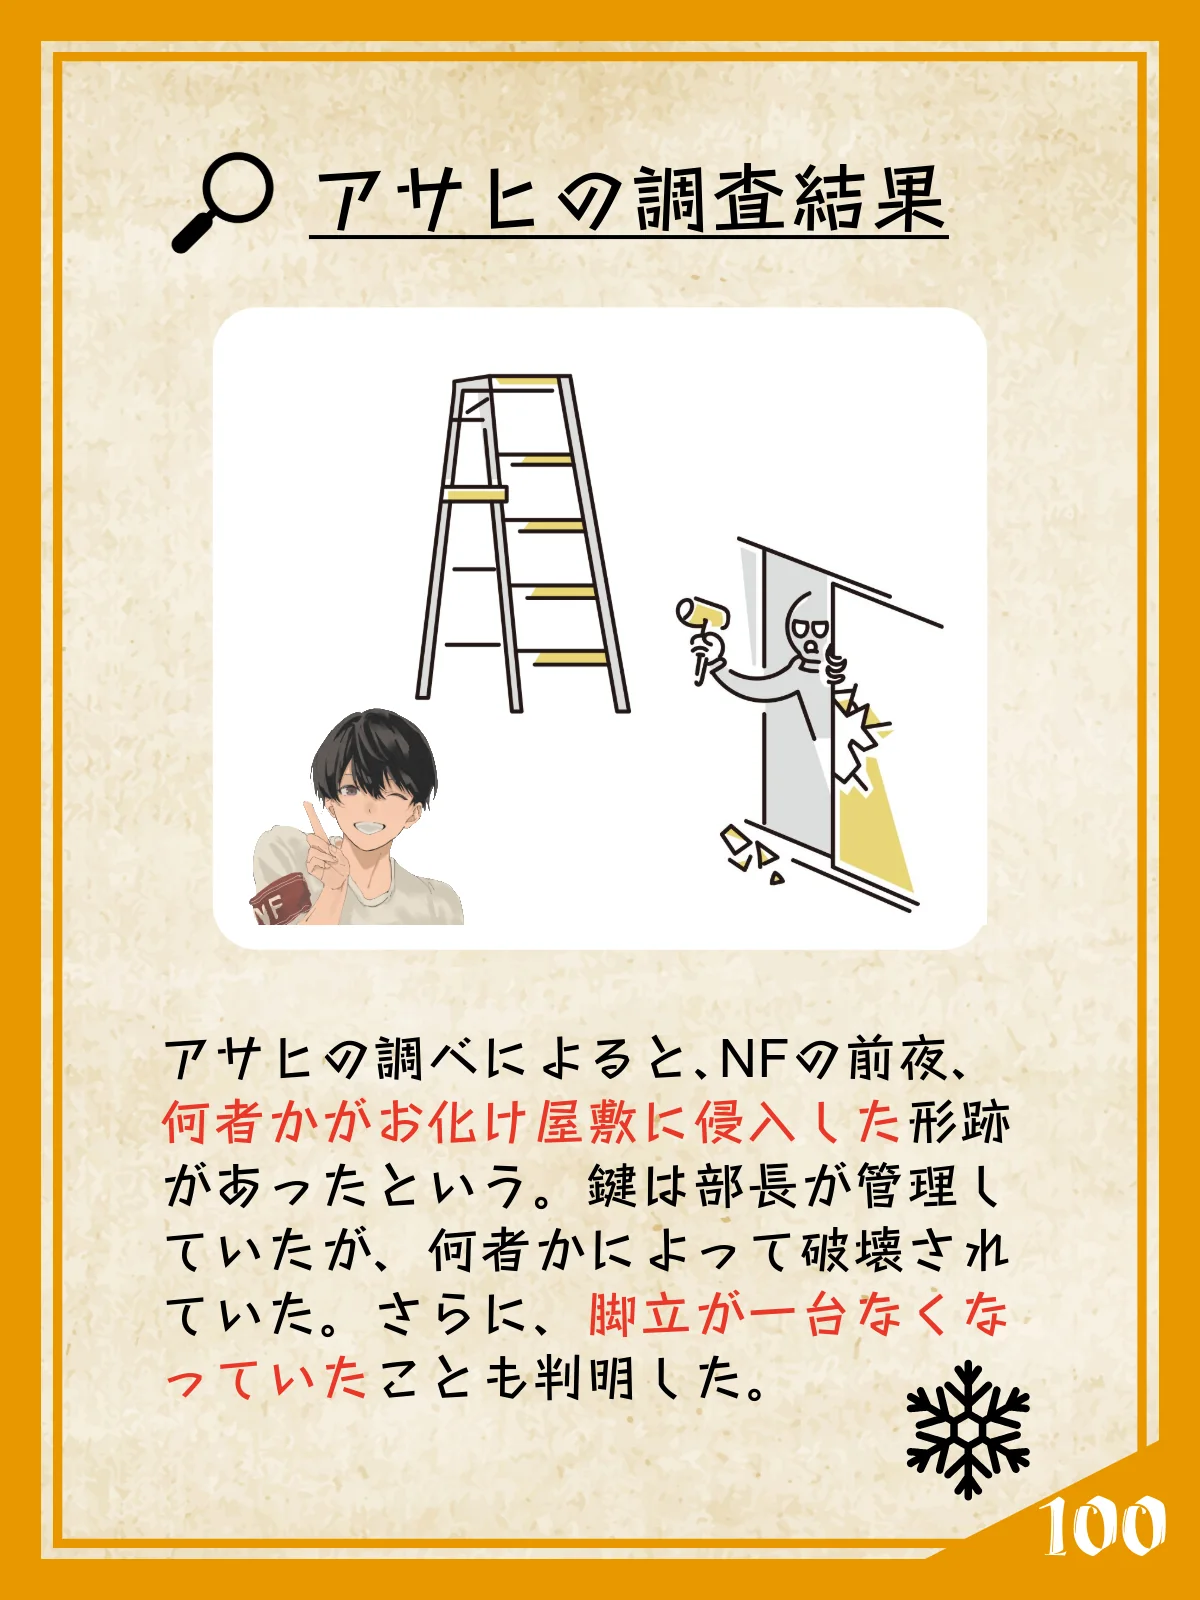 アサヒの調査結果
NF
アサヒの調べによると、NFの前夜、
何者かがお化け屋敷に侵入した形跡
があったという。鍵は部長が管理し
ていたが、何者かによって破壊され
ていた。さらに、脚立が一台なくな
っていたことも判明した。
100